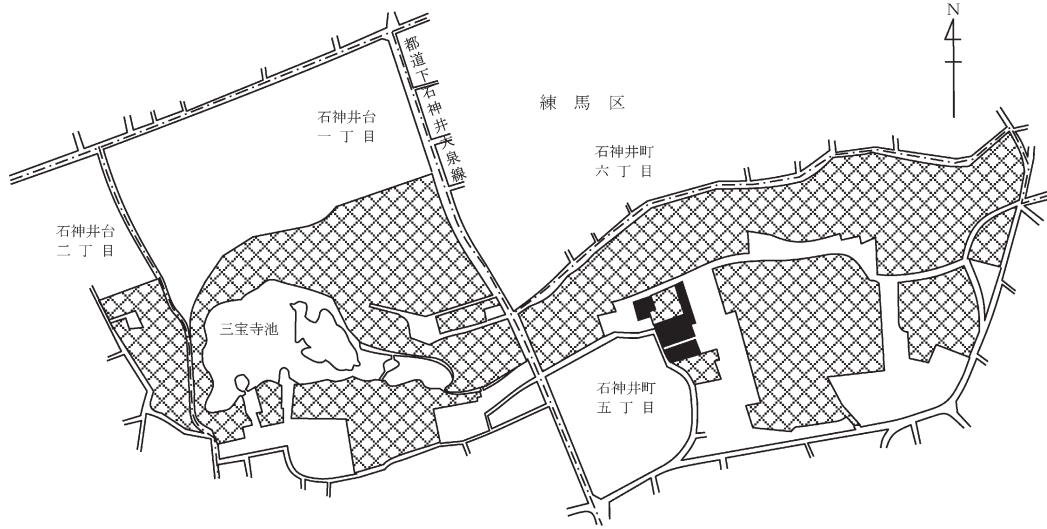 N
都道下石神井大泉線
練馬区
石神井台
一丁目
石神井町
六丁目
石神井台
二丁目
三宝寺池
石神井町
五丁目